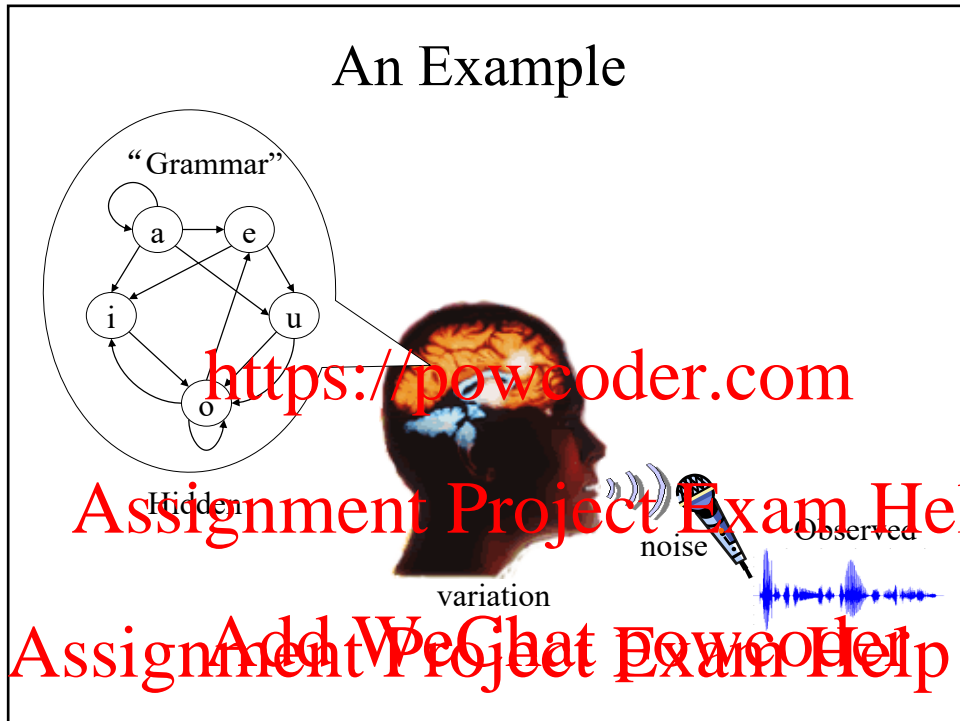 An Example
“Grammar”
a e
i u
o
https://powcoder.com
Hidden
Assignment Project Exam Hel
Observed
noise
variation
Add WeChat powcoder
Assignment Project Exam Help